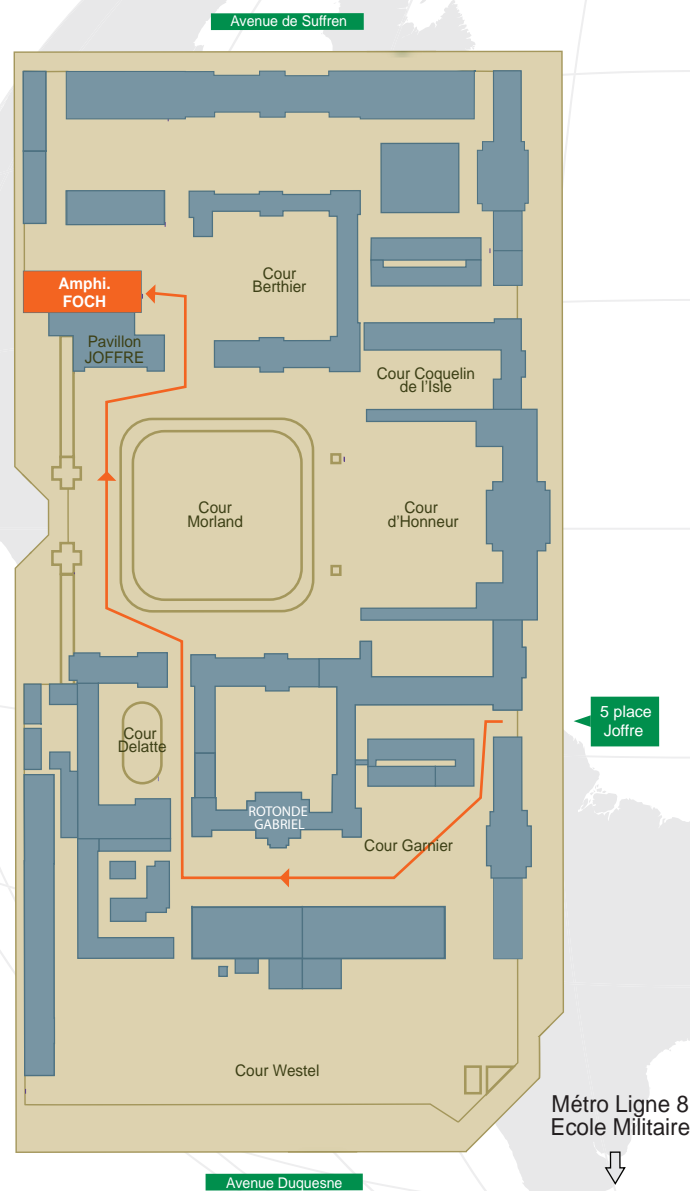 Avenue de Suffren
Cour
Berthier
Amphi.
FOCH
Pavillon
JOFFRE
Cour Coquelin
de l'Isle
Cour
Morland
Cour
d'Honneur
5 place
Joffre
Cour
Delatte
ROTONDE
GABRIEL
Cour Garnier
Cour Westel
Métro Ligne 8
Ecole Militaire
Avenue Duquesne